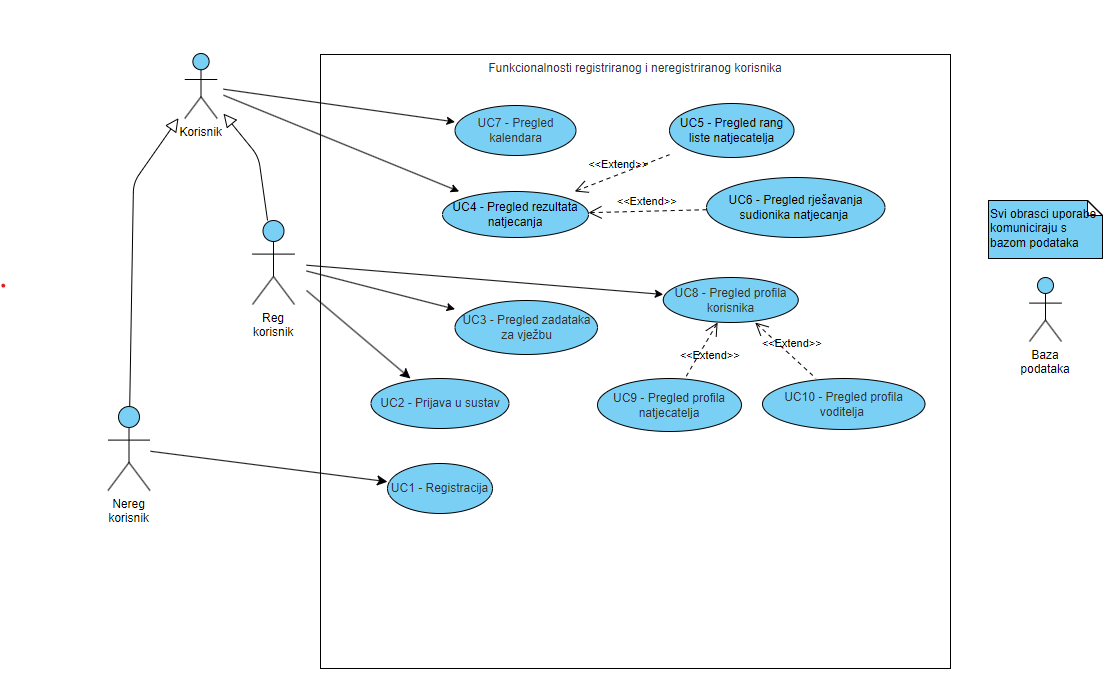 Funkcionalnosti registriranog i neregistriranog korisnika
Korisnik
UC7 - Pregled
kalendara
UC5 - Pregled rang
liste natjecatelja
<<Extend>>
UC4 - Pregled rezultata
natjecanja
<<Extend>>
UC6 - Pregled rješavanja
sudionika natjecanja
Svi obrasci uporabe
komuniciraju s
bazom podataka
Reg
korisnik
UC8 - Pregled profila
korisnika
UC3 - Pregled zadataka
za vježbu
<<Extend>>
<<Extend>>
Baza
podataka
UC2 - Prijava u sustav
UC9 - Pregled profila
natjecatelja
UC10 - Pregled profila
voditelja
UC1 - Registracija
Nereg
korisnik